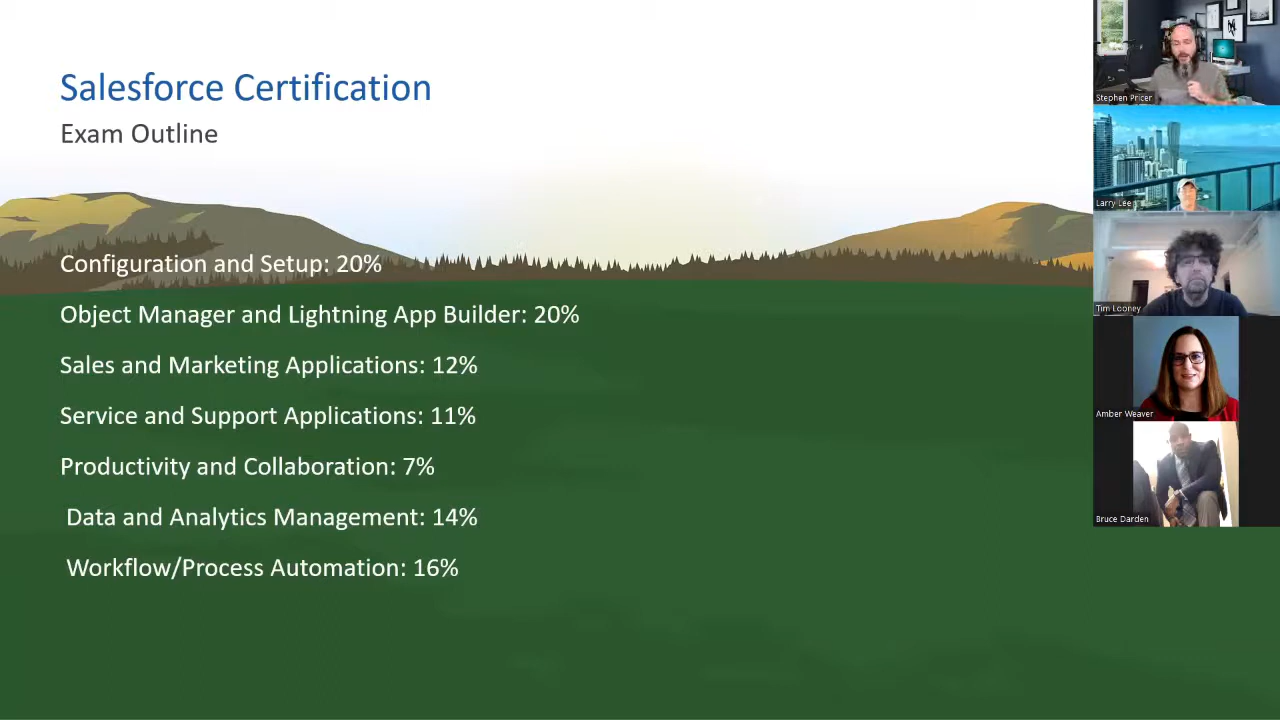 Salesforce Certification
Exam Outline
Configuration and Setup: 20%
Object Manager and Lightning App Builder: 20%
Sales and Marketing Applications: 12%
Service and Support Applications: 11%
Productivity and Collaboration: 7%
Data and Analytics Management: 14%
Workflow/Process Automation: 16%
Stephen Pricer
Larry Lee
Tim Looney
Amber Weaver
Bruce Darden